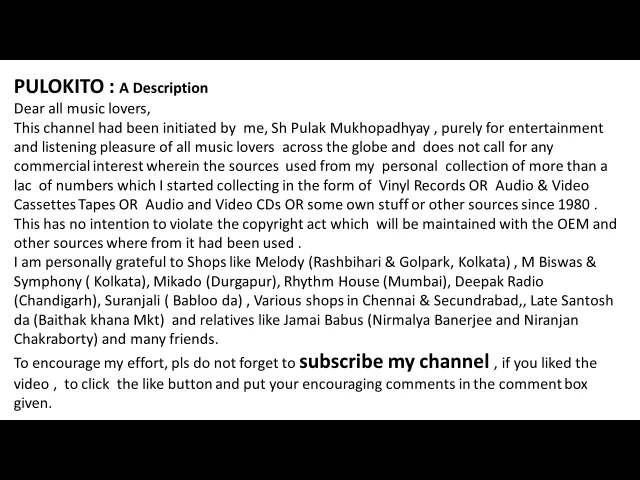 PULOKITO : A Description
Dear all music lovers,
This channel had been initiated by me, Sh Pulak Mukhopadhyay , purely for entertainment
and listening pleasure of all music lovers across the globe and does not call for any
commercial interest wherein the sources used from my personal collection of more than a
lac of numbers which I started collecting in the form of Vinyl Records OR Audio & Video
Cassettes Tapes OR Audio and Video CDs OR some own stuff or other sources since 1980 .
This has no intention to violate the copyright act which will be maintained with the OEM and
other sources where from it had been used .
I am personally grateful to Shops like Melody (Rashbihari & Golpark, Kolkata) , M Biswas &
Symphony ( Kolkata), Mikado (Durgapur), Rhythm House (Mumbai), Deepak Radio
(Chandigarh), Suranjali ( Babloo da) , Various shops in Chennai & Secundrabad,, Late Santosh
da (Baithak khana Mkt) and relatives like Jamai Babus (Nirmalya Banerjee and Niranjan
Chakraborty) and many friends.
To encourage my effort, pls do not forget to subscribe my channel , if you liked the
video , to click the like button and put your encouraging comments in the comment box
given.